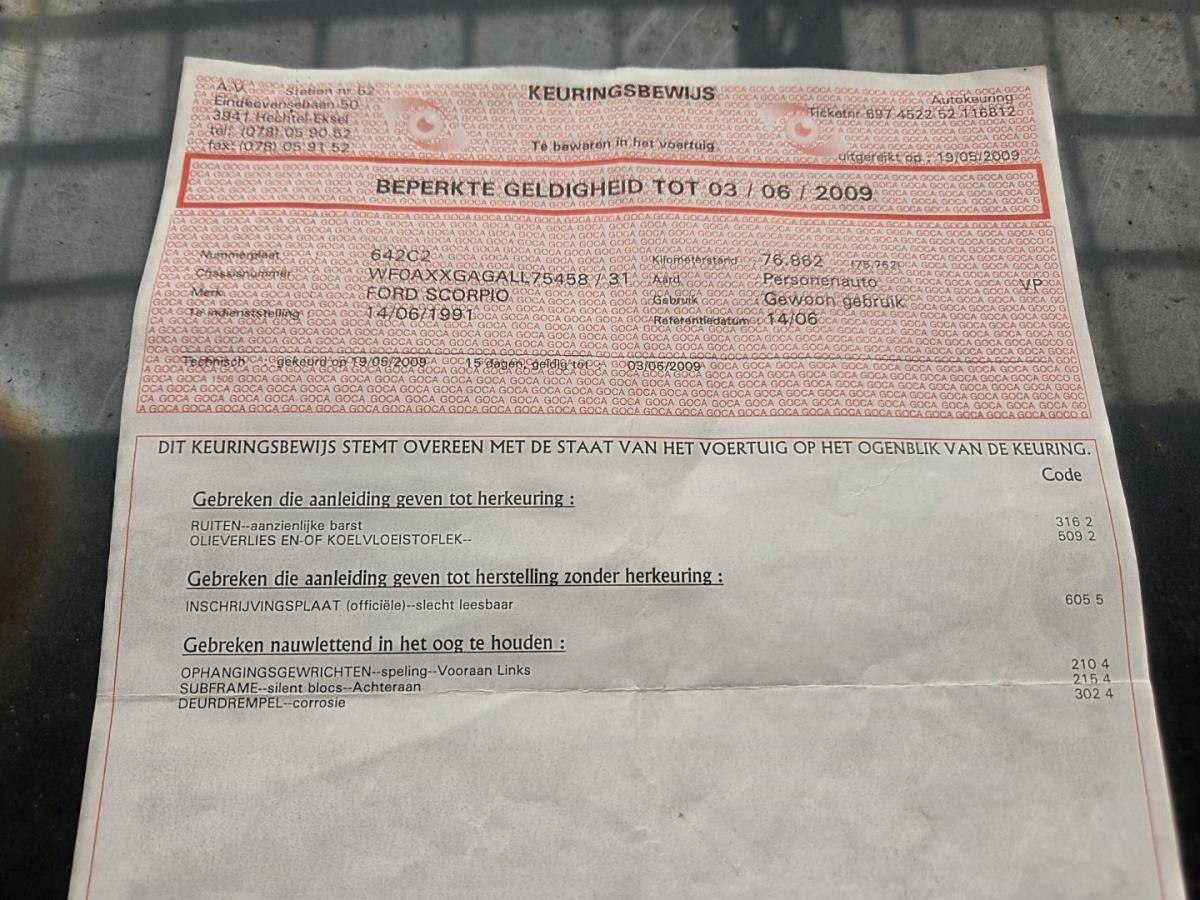 KEURINGSBEWIJS
A.V. Station nr 52
Eindhovensebaan 50
3941 Hechtel-Eksel
tel: (078) 05 90 52
fax: (078) 05 91 52
Te bewaren in het voertuig
Autokeuring
Ticketnr 697 4522 52 116812
uitgereikt op : 19/05/2009
BEPERKTE GELDIGHEID TOT 03 / 06 / 2009
Nummerplaat 642C2
Chassisnummer WF0AXXGAGALL75458 / 31
Merk FORD SCORPIO
Te indienststelling : 14/06/1991
Kilometerstand 76.862
Aard Personenauto VP
Gebruik : Gewoon gebruik
Referentiedatum : 14/06
Technisch : gekeurd op 19/05/2009 15 dagen, geldig tot : 03/06/2009
DIT KEURINGSBEWIJS STEMT OVEREEN MET DE STAAT VAN HET VOERTUIG OP HET OGENBLIK VAN DE KEURING.
Code
Gebreken die aanleiding geven tot herkeuring :
RUITEN--aanzienlijke barst 316 2
OLIEVERLIES EN-OF KOELVLOEISTOFLEK-- 509 2
Gebreken die aanleiding geven tot herstelling zonder herkeuring :
INSCHRIJVINGSPLAAT (officiële)--slecht leesbaar 605 5
Gebreken nauwlettend in het oog te houden :
OPHANGINGSGEWRICHTEN--speling--Vooraan Links 210 4
SUBFRAME--silent blocs--Achteraan 215 4
DEURDREMPEL--corrosie 302 4